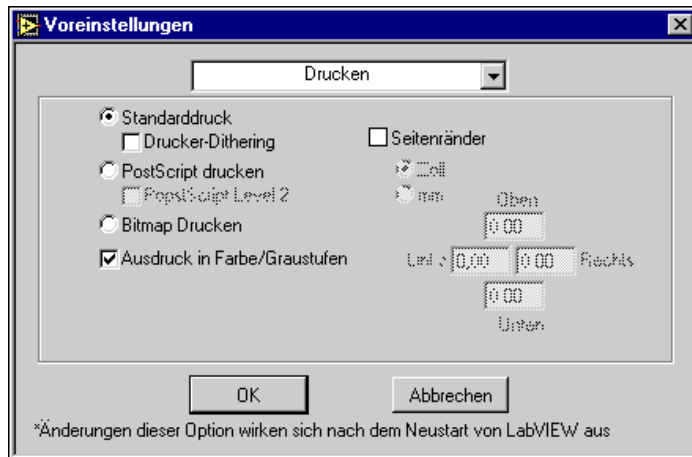 Voreinstellungen
Drucken
Standarddruck
Drucker-Dithering
PostScript drucken
PopstScript Level 2
Bitmap Drucken
Ausdruck in Farbe/Graustufen
Seitenränder
Zoll
mm
Oben
0.00
Links 0,00 0.00 Rechts
0.00
Unten
OK Abbrechen
*Änderungen dieser Option wirken sich nach dem Neustart von LabVIEW aus